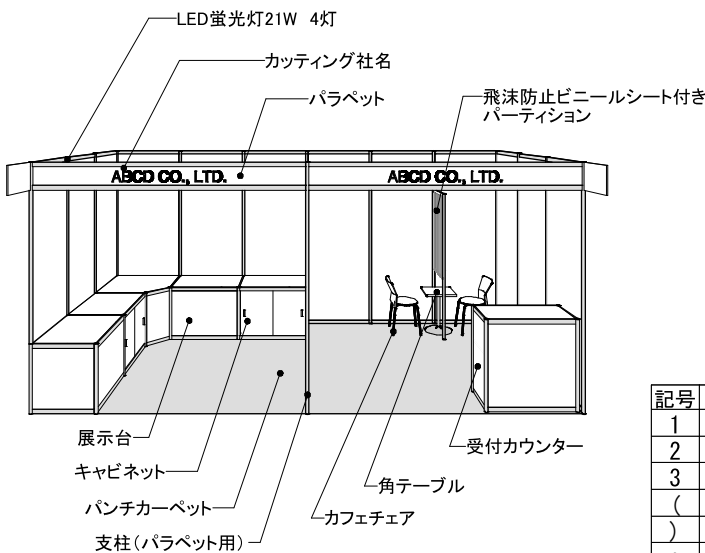 LED蛍光灯21W 4灯
カッティング社名
パラペット
飛沫防止ビニールシート付き
パーティション
ABCD CO., LTD.
ABCD CO., LTD.
展示台
キャビネット
パンチカーペット
支柱(パラペット用)
カフェチェア
角テーブル
受付カウンター
記号
1
2
3
(
)